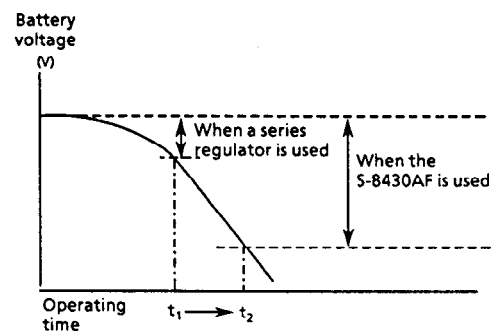 Battery
voltage
(V)
When a series
regulator is used
When the
S-8430AF is used
Operating
time
t₁ → t₂